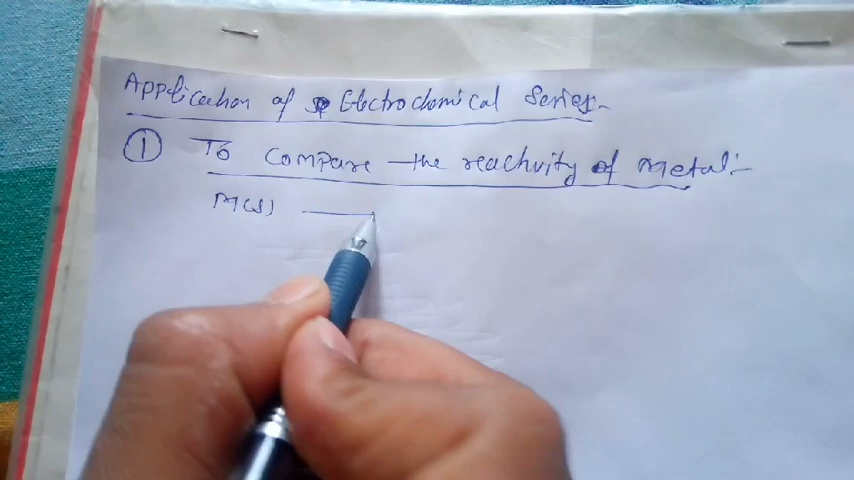 Application of Electrochemical Series-
① To compare the reactivity of metal:-
M(s)